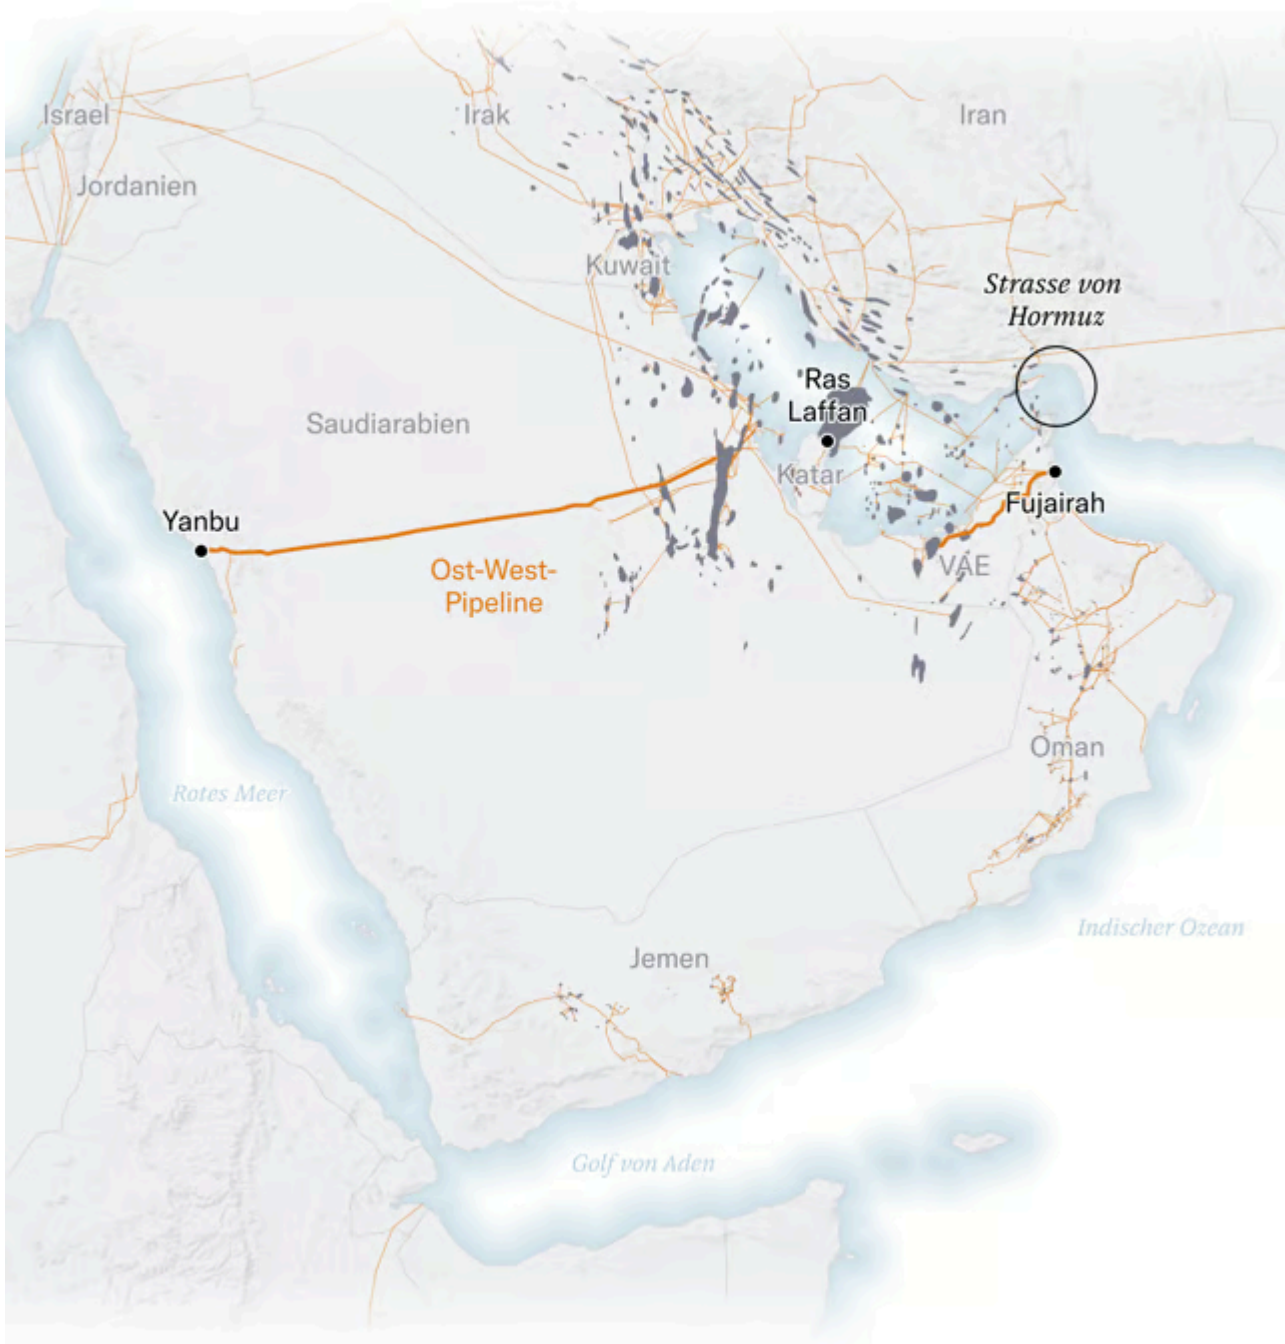 Israel
Irak
Iran
Jordanien
Kuwait
Strasse von
Hormuz
Ras
Laffan
Saudiarabien
Katar
Fujairah
Yanbu
VAE
Ost-West-
Pipeline
Oman
Rotes Meer
Indischer Ozean
Jemen
Golf von Aden